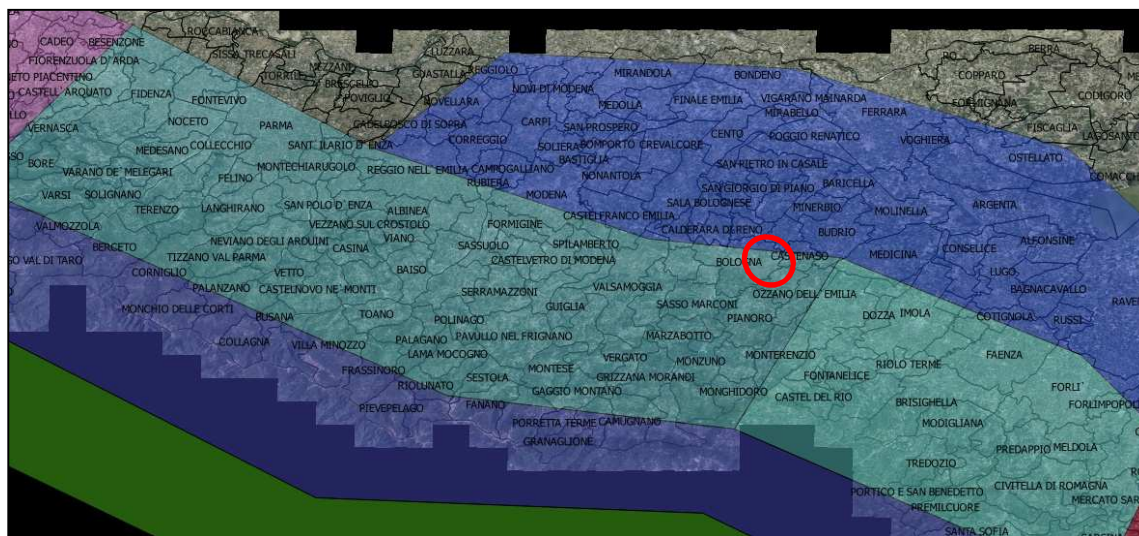 ROCCABIANCA
CADEO
BESENZONE
SISSA TRECASALI
LUZZARA
RO
BERRA
FIORENZUOLA D'ARDA
MEZZANI
GUASTALLA
REGGIOLO
MIRANDOLA
BONDENO
COPPARO
NETO PIACENTINO
TORRILE
BRESCELLO
CODIGORO
CASTELL'ARQUATO
FIDENZA
FONTEVIVO
POVIGLIO
NOVELLARA
NOVI DI MODENA
MEDOLLA
FINALE EMILIA
VIGARANO MAINARDA
FORMIGNANA
MIRABELLO
FERRARA
VERNASCA
NOCETO
PARMA
CADELBOSCO DI SOPRA
CARPI
SAN PROSPERO
CENTO
POGGIO RENATICO
FISCAGLIA
LAGOSANTO
MEDESANO
COLLECCHIO
SANT. ILARIO D' ENZA
CORREGGIO
SOLIERA
BOMPORTO
CREVALCORE
VOGHIERA
BORE
BASTIGLIA
OSTELLATO
VARANO DE' MELEGARI
MONTECHIARUGOLO
REGGIO NELL' EMILIA
CAMPOGALLIANO
NONANTOLA
SAN PIETRO IN CASALE
COMACCHIO
FELINO
RUBIERA
BARICELLA
VARSI
SOLIGNANO
MODENA
SAN GIORGIO DI PIANO
SALA BOLOGNESE
MINERBIO
MOLINELLA
ARGENTA
TERENZO
LANGHIRANO
SAN POLO D' ENZA
ALBINEA
CASTELFRANCO EMILIA
VALMOZZOLA
VEZZANO SUL CROSTOLO
FORMIGINE
CALDERARA DI RENO
BUDRIO
BERCETO
NEVIANO DEGLI ARDUINI
CASINA
VIANO
SASSUOLO
SPILAMBERTO
CONSELICE
ALFONSINE
GO VAL DI TARO
TIZZANO VAL PARMA
CASTELVETRO DI MODENA
BOLOGNA
CASTENASO
MEDICINA
CORNIGLIO
VETTO
BAISO
LUGO
PALANZANO
CASTELNOVO NE' MONTI
SERRAMAZZONI
VALSAMOGGIA
OZZANO DELL' EMILIA
BAGNACAVALLO
MONCHIO DELLE CORTI
GUIGLIA
SASSO MARCONI
RAVE
BUSANA
TOANO
POLINAGO
PIANORO
DOZZA
IMOLA
COTIGNOLA
RUSSI
COLLAGNA
VILLA MINOZZO
PALAGANO
PAVULLO NEL FRIGNANO
MARZABOTTO
LAMA MOCOGNO
VERGATO
MONZUNO
MONTERENZIO
RIOLO TERME
FAENZA
FRASSINORO
MONTESE
GRIZZANA MORANDI
FONTANELICE
RIOLUNATO
SESTOLA
GAGGIO MONTANO
MONGHIDORO
CASTEL DEL RIO
FORLI'
PIEVEPELAGO
FANANO
BRISIGHELLA
FORLIMPOPOLI
PORRETTA TERME
CAMUGNANO
MODIGLIANA
GRANAGLIONE
PREDAPPIO
MELDOLA
TREDOZIO
PORTICO E SAN BENEDETTO
CIVITELLA DI ROMAGNA
PREMILCUORE
MERCATO SAR
SANTA SOFIA